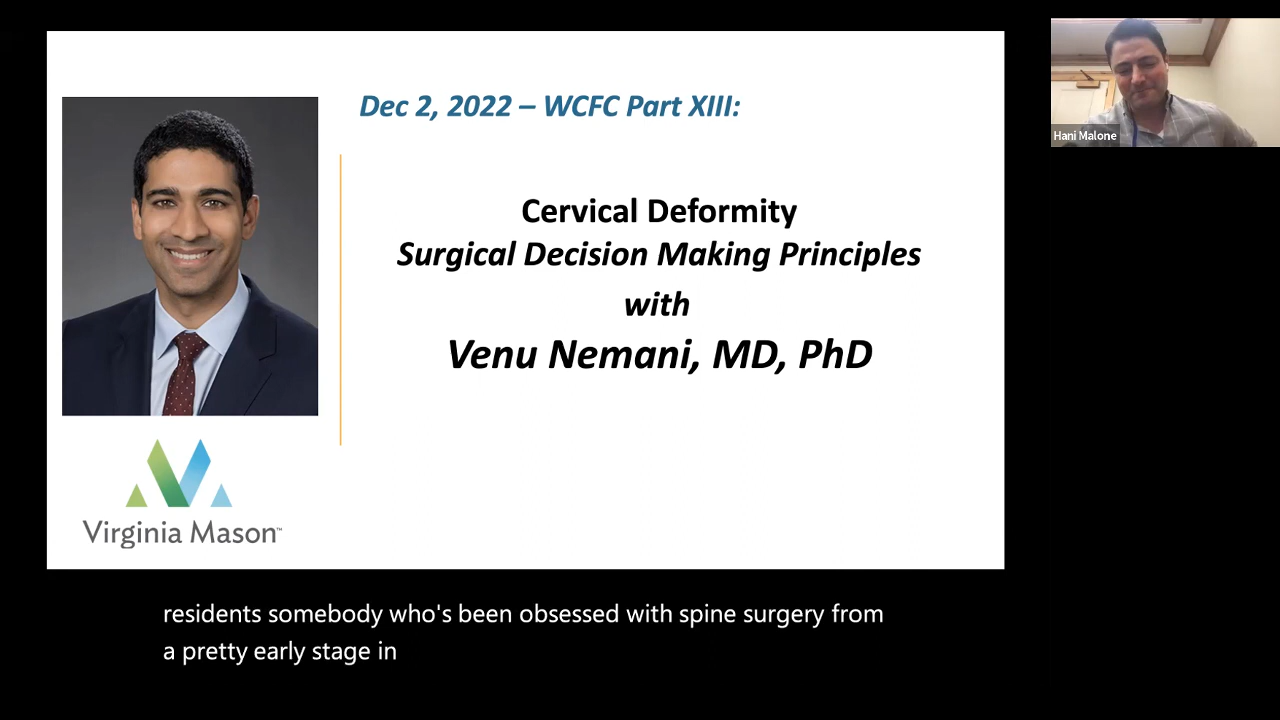 Dec 2, 2022 – WCFC Part XIII:
Cervical Deformity
Surgical Decision Making Principles
with
Venu Nemani, MD, PhD
Virginia Mason™
Hani Malone
residents somebody who's been obsessed with spine surgery from
a pretty early stage in